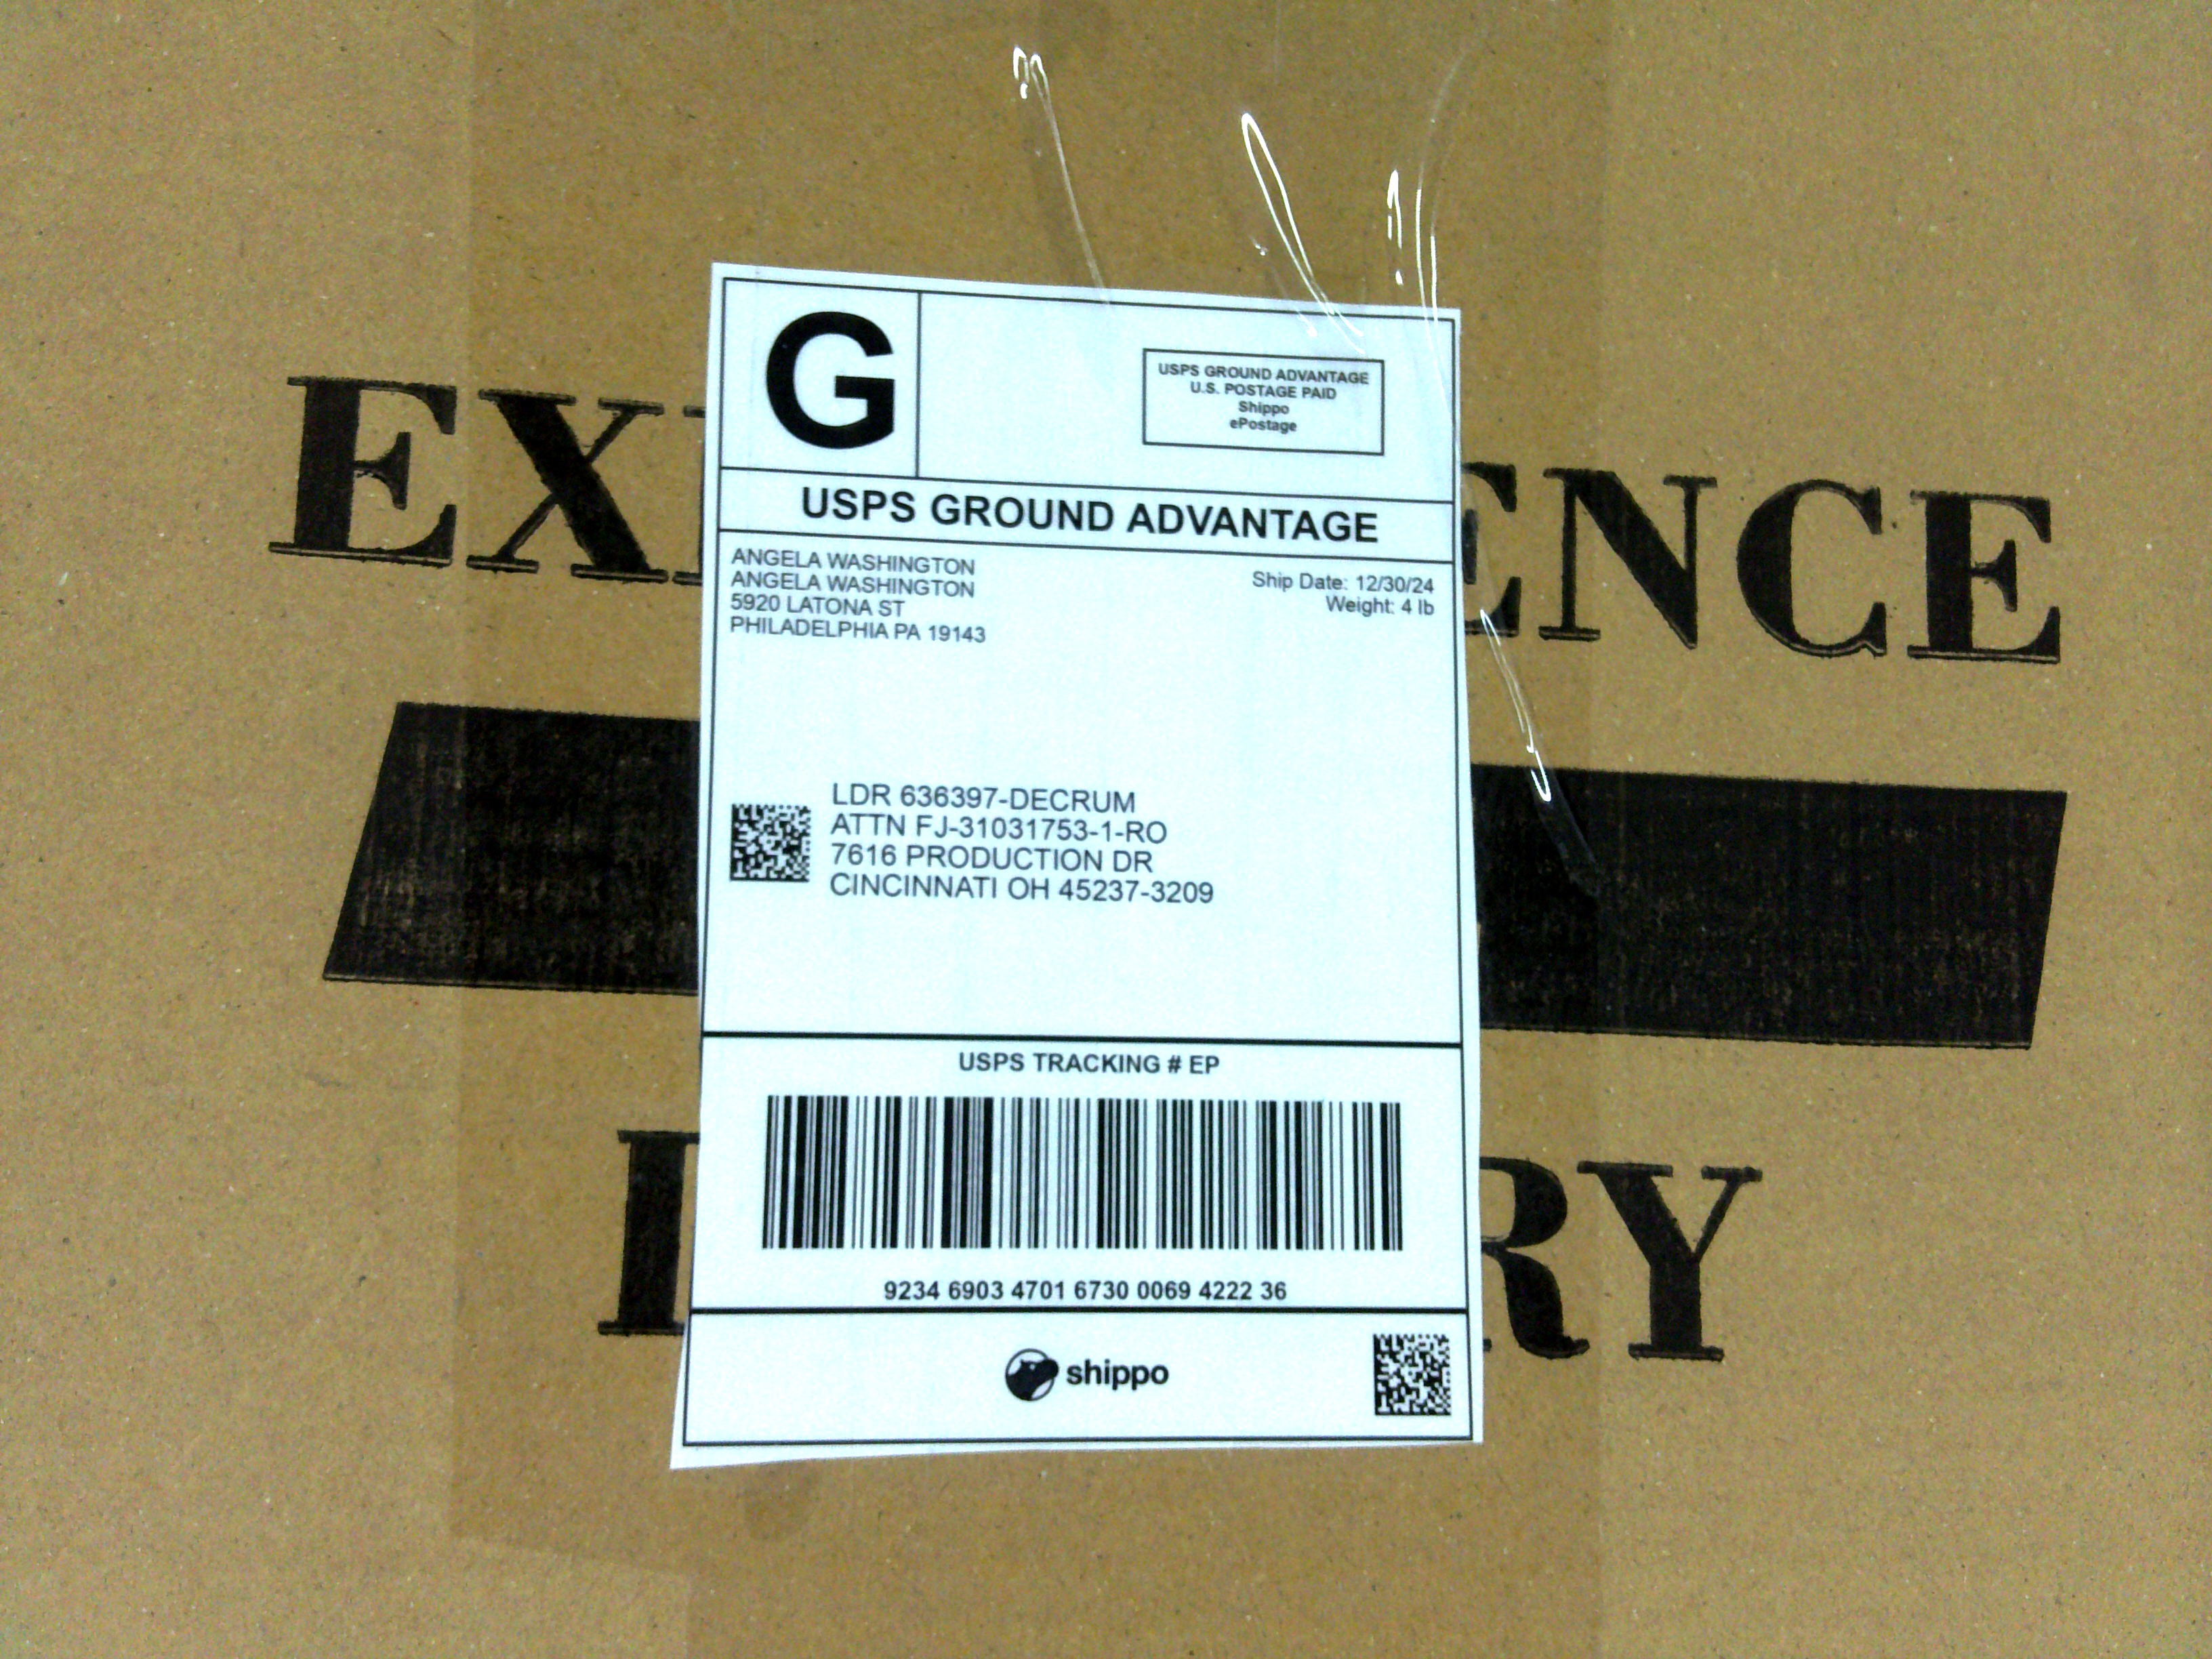 G
USPS GROUND ADVANTAGE
U.S. POSTAGE PAID
Shippo
ePostage
USPS GROUND ADVANTAGE
ANGELA WASHINGTON
ANGELA WASHINGTON
5920 LATONA ST
PHILADELPHIA PA 19143
Ship Date: 12/30/24
Weight: 4 lb
LDR 636397-DECRUM
ATTN FJ-31031753-1-RO
7616 PRODUCTION DR
CINCINNATI OH 45237-3209
USPS TRACKING # EP
9234 6903 4701 6730 0069 4222 36
shippo